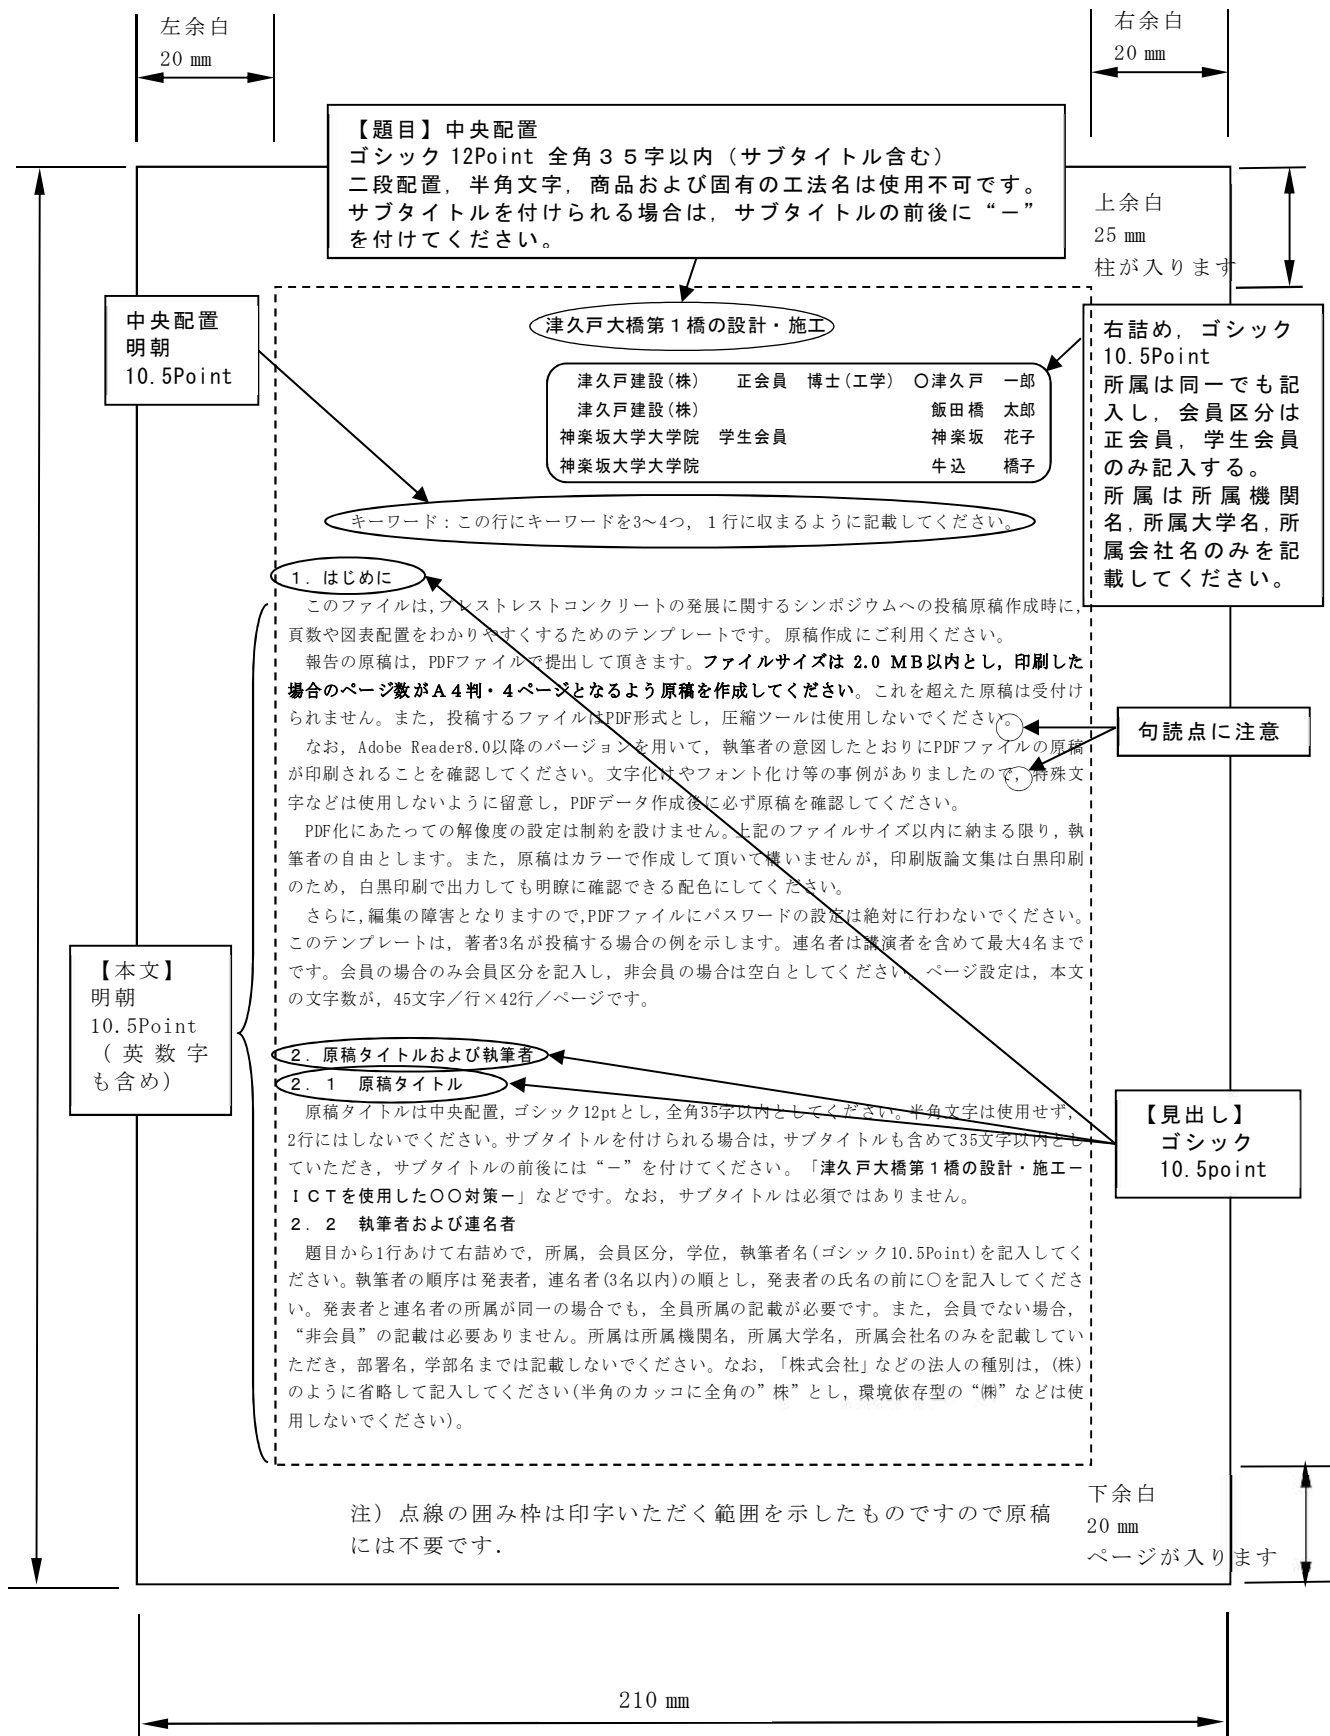 左余白
20 ㎜
右余白
20 ㎜
【題目】中央配置
ゴシック 12Point 全角３５字以内（サブタイトル含む）
二段配置，半角文字，商品および固有の工法名は使用不可です。
サブタイトルを付けられる場合は，サブタイトルの前後に“－”
を付けてください。
上余白
25 ㎜
柱が入ります
中央配置
明朝
10.5Point
津久戸大橋第１橋の設計・施工
右詰め，ゴシック
10.5Point
所属は同一でも記
入し，会員区分は
正会員，学生会員
のみ記入する。
所属は所属機関
名，所属大学名，所
属会社名のみを記
載してください。
津久戸建設(株)　正会員　博士(工学)　○津久戸　一郎
津久戸建設(株)　飯田橋　太郎
神楽坂大学大学院　学生会員　神楽坂　花子
神楽坂大学大学院　牛込　橋子
キーワード：この行にキーワードを3～4つ，１行に収まるように記載してください。
１．はじめに
このファイルは，プレストレストコンクリートの発展に関するシンポジウムへの投稿原稿作成時に，
頁数や図表配置をわかりやすくするためのテンプレートです。原稿作成にご利用ください。
報告の原稿は，PDFファイルで提出して頂きます。ファイルサイズは 2.0 MB以内とし，印刷した
場合のページ数がＡ４判・４ページとなるよう原稿を作成してください。これを超えた原稿は受付け
られません。また，投稿するファイルはPDF形式とし，圧縮ツールは使用しないでください。
句読点に注意
なお，Adobe Reader8.0以降のバージョンを用いて，執筆者の意図したとおりにPDFファイルの原稿
が印刷されることを確認してください。文字化けやフォント化け等の事例がありましたので，特殊文
字などは使用しないように留意し，PDFデータ作成後に必ず原稿を確認してください。
PDF化にあたっての解像度の設定は制約を設けません。上記のファイルサイズ以内に納まる限り，執
筆者の自由とします。また，原稿はカラーで作成して頂いて構いませんが，印刷版論文集は白黒印刷
のため，白黒印刷で出力しても明瞭に確認できる配色にしてください。
さらに，編集の障害となりますので，PDFファイルにパスワードの設定は絶対に行わないでください。
このテンプレートは，著者3名が投稿する場合の例を示します。連名者は講演者を含めて最大4名まで
です。会員の場合のみ会員区分を記入し，非会員の場合は空白としてください。ページ設定は，本文
の文字数が，45文字／行×42行／ページです。
【本文】
明朝
10.5Point
（英数字
も含め）
２．原稿タイトルおよび執筆者
２．１　原稿タイトル
原稿タイトルは中央配置，ゴシック12ptとし，全角35字以内としてください。半角文字は使用せず，
2行にはしないでください。サブタイトルを付けられる場合は，サブタイトルも含めて35文字以内とし
ていただき，サブタイトルの前後には“－”を付けてください。「津久戸大橋第１橋の設計・施工－
ＩＣＴを使用した〇〇対策－」などです。なお，サブタイトルは必須ではありません。
【見出し】
ゴシック
10.5point
２．２　執筆者および連名者
題目から1行あけて右詰めで，所属，会員区分，学位，執筆者名(ゴシック10.5Point)を記入してく
ださい。執筆者の順序は発表者，連名者(3名以内)の順とし，発表者の氏名の前に○を記入してくださ
い。発表者と連名者の所属が同一の場合でも，全員所属の記載が必要です。また，会員でない場合，
“非会員”の記載は必要ありません。所属は所属機関名，所属大学名，所属会社名のみを記載してい
ただき，部署名，学部名までは記載しないでください。なお，「株式会社」などの法人の種別は，(株)
のように省略して記入してください(半角のカッコに全角の”株”とし，環境依存型の“㈱”などは使
用しないでください)。
注）点線の囲み枠は印字いただく範囲を示したものですので原稿
には不要です．
下余白
20 ㎜
ページが入ります
210 ㎜